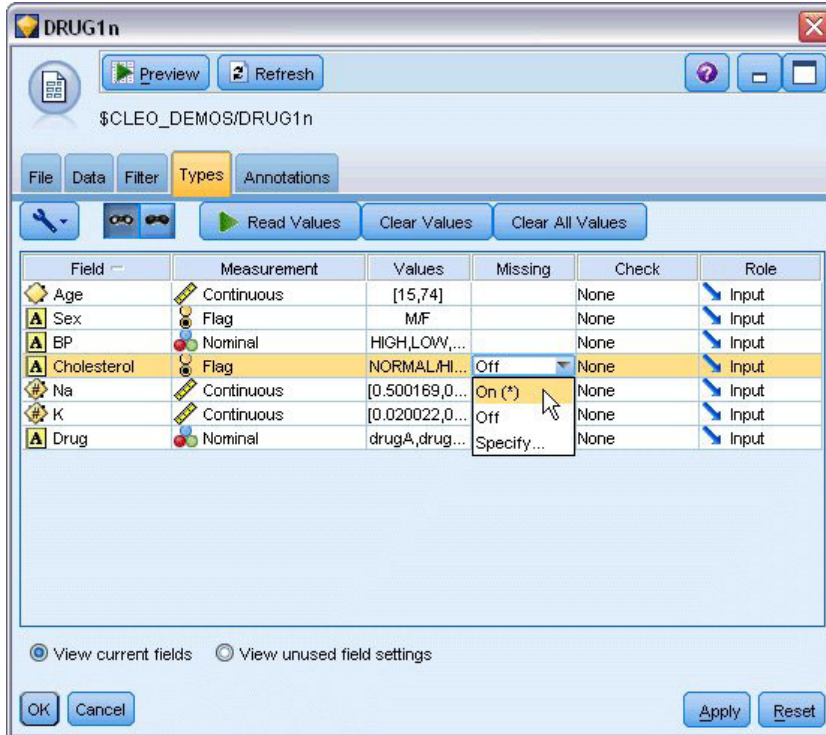 DRUG1n
Preview Refresh
$CLEO_DEMOS/DRUG1n
File Data Filter Types Annotations
Read Values Clear Values Clear All Values
Field Measurement Values Missing Check Role
Age Continuous [15,74] None Input
A Sex Flag M/F None Input
A BP Nominal HIGH,LOW,... None Input
A Cholesterol Flag NORMAL/HI... Off None Input
# Na Continuous [0.500169,0... On (*) None Input
# K Continuous [0.020022,0... Off None Input
A Drug Nominal drugA,drug... Specify... None Input
View current fields View unused field settings
OK Cancel Apply Reset